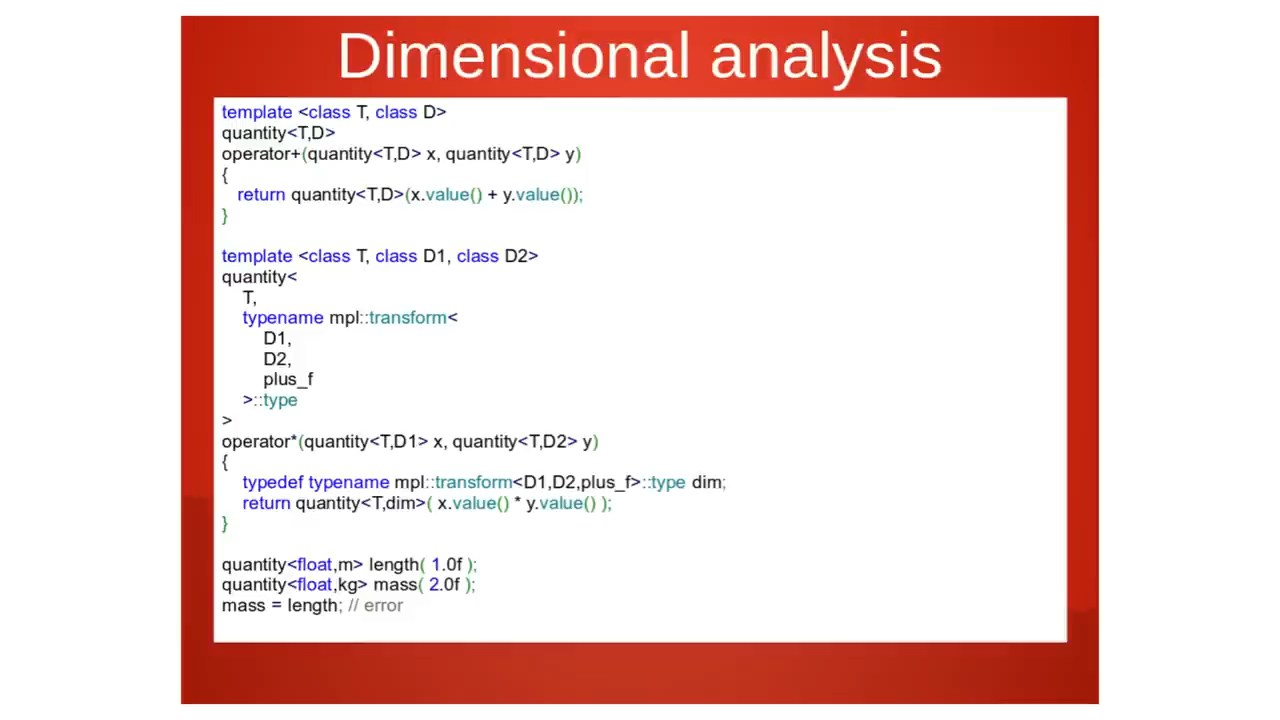 Dimensional analysis
template <class T, class D>
quantity<T,D>
operator+(quantity<T,D> x, quantity<T,D> y)
{
return quantity<T,D>(x.value() + y.value());
}
template <class T, class D1, class D2>
quantity<
T,
typename mpl::transform<
D1,
D2,
plus_f
>::type
>
operator*(quantity<T,D1> x, quantity<T,D2> y)
{
typedef typename mpl::transform<D1,D2,plus_f>::type dim;
return quantity<T,dim>( x.value() * y.value() );
}
quantity<float,m> length( 1.0f );
quantity<float,kg> mass( 2.0f );
mass = length; // error